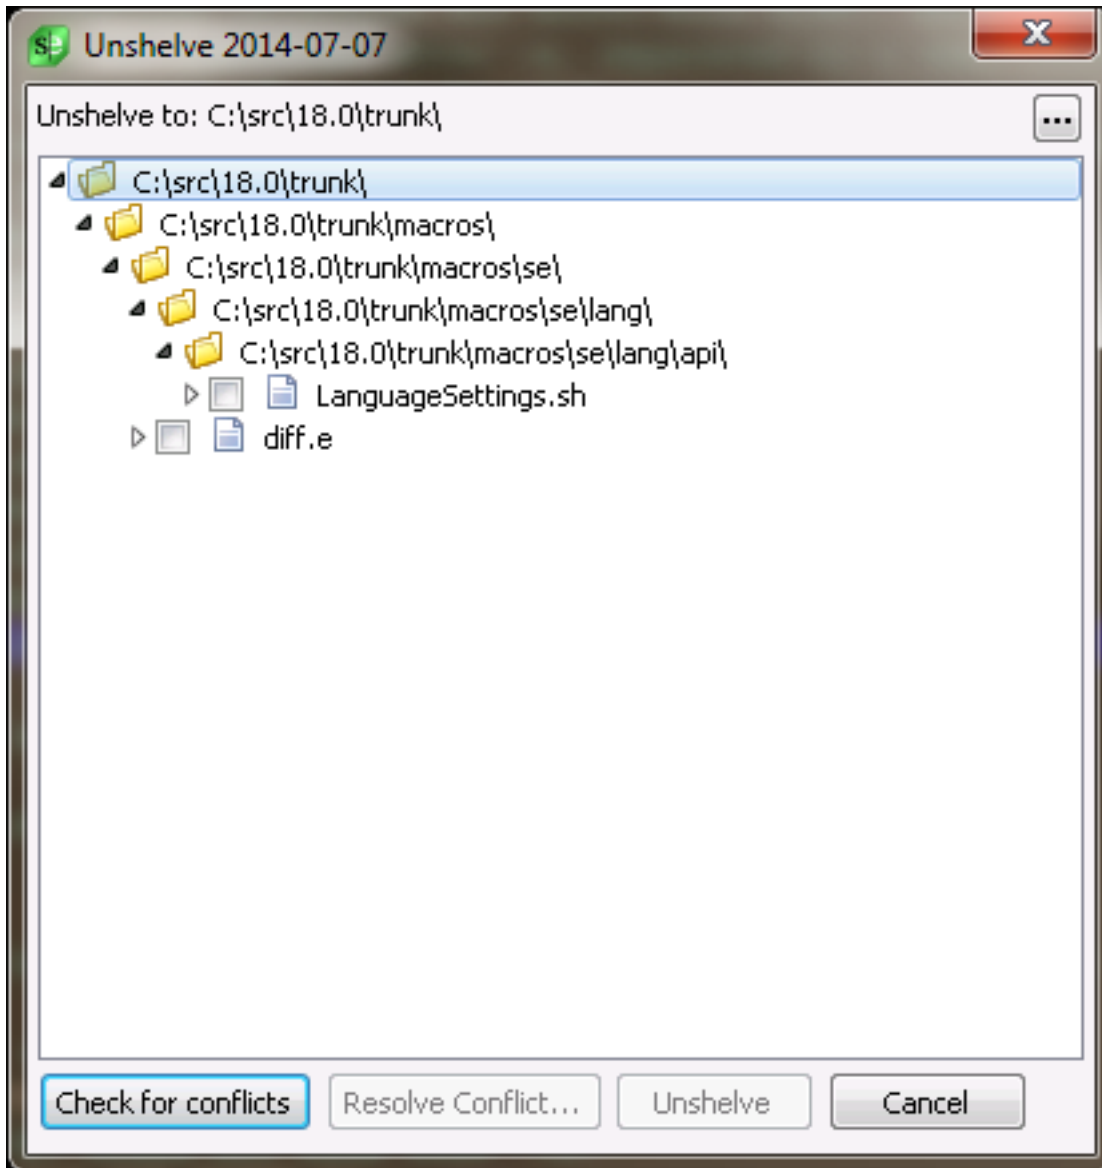 Unshelve 2014-07-07
Unshelve to: C:\src\18.0\trunk\
C:\src\18.0\trunk\
C:\src\18.0\trunk\macros\
C:\src\18.0\trunk\macros\se\
C:\src\18.0\trunk\macros\se\lang\
C:\src\18.0\trunk\macros\se\lang\api\
LanguageSettings.sh
diff.e
Check for conflicts Resolve Conflict... Unshelve Cancel